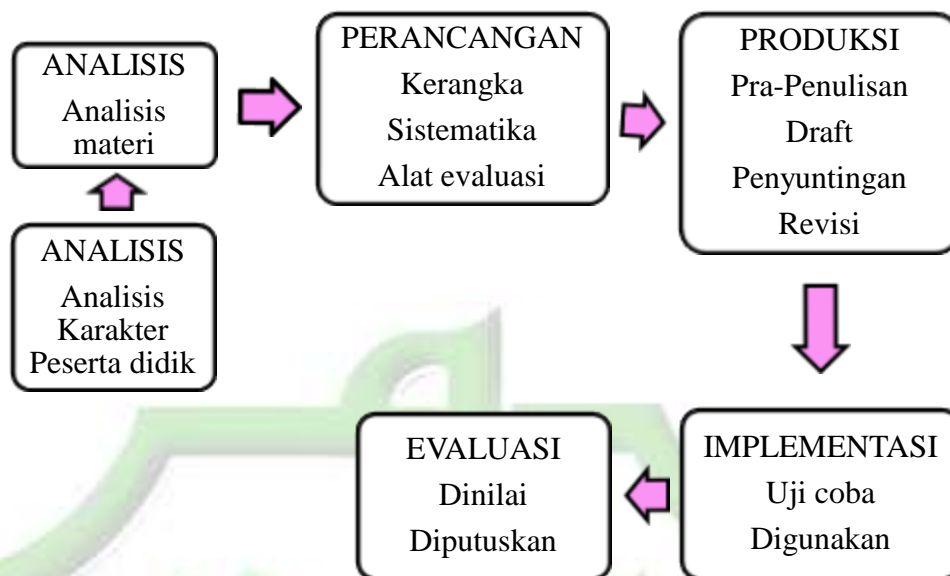 ANALISIS
Analisis
materi
PERANCANGAN
Kerangka
Sistematika
Alat evaluasi
PRODUKSI
Pra-Penulisan
Draft
Penyuntingan
Revisi
ANALISIS
Analisis
Karakter
Peserta didik
EVALUASI
Dinilai
Diputuskan
IMPLEMENTASI
Uji coba
Digunakan